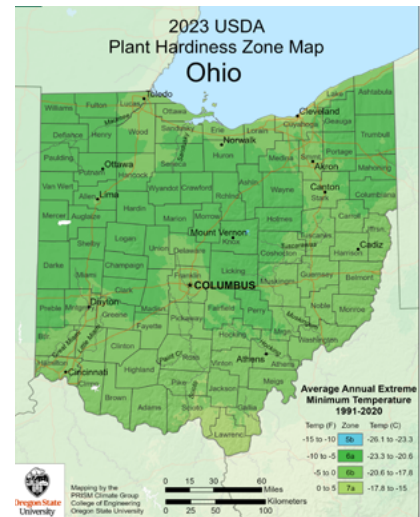 2023 USDA
Plant Hardiness Zone Map
Ohio
Toledo
Williams
Fulton
Lucas
Ottawa
Lake
Ashtabula
Cleveland
Geauga
Cuyahoga
Defiance
Henry
Wood
Sandusky
Erie
Lorain
Trumbull
Norwalk
Huron
Medina
Summit
Portage
Paulding
Ottawa
Putnam
Hancock
Seneca
Akron
Mahoning
Van Wert
Allen
Lima
Wyandot
Crawford
Richland
Ashland
Wayne
Canton
Stark
Columbiana
Mercer
Auglaize
Hardin
Marion
Morrow
Holmes
Carroll
Mount Vernon
Knox
Tuscarawas
Jefferson
Cadiz
Harrison
Shelby
Logan
Union
Delaware
Coshocton
Darke
Miami
Champaign
Licking
Muskingum
Guernsey
Belmont
Clark
Franklin
COLUMBUS
Preble
Dayton
Montgomery
Greene
Madison
Fairfield
Perry
Noble
Monroe
Fayette
Pickaway
Muskingum
Butler
Great Miami
Little Miami
Clinton
Hocking
Washington
Hamilton
Cincinnati
Highland
Ross
Vinton
Athens
Pike
Jackson
Meigs
Brown
Adams
Scioto
Gallia
Lawrence
Average Annual Extreme
Minimum Temperature
1991-2020
Temp (F) Zone Temp (C)
-15 to -10 5b -26.1 to -23.3
-10 to -5 6a -23.3 to -20.6
-5 to 0 6b -20.6 to -17.8
0 to 5 7a -17.8 to -15
Mapping by the
PRISM Climate Group
College of Engineering
Oregon State University
Oregon State
University
0 15 30 60
Miles
0 25 50 100
Kilometers